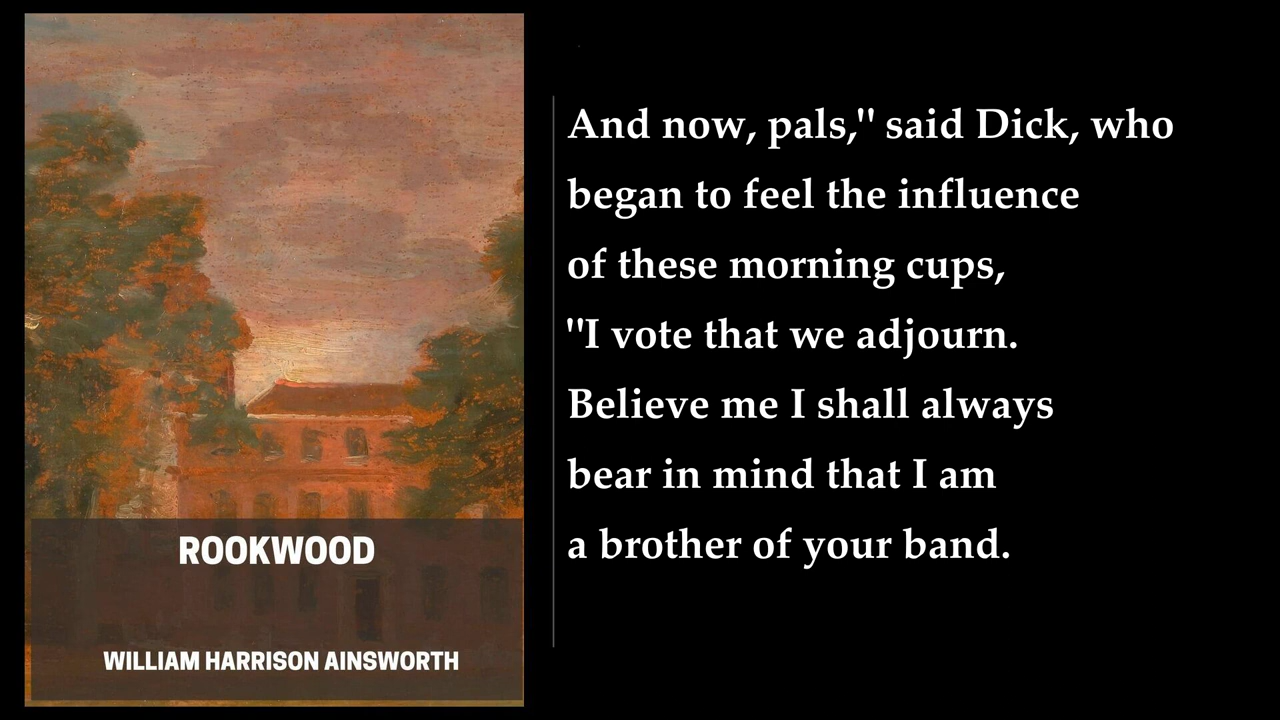 ROOKWOOD
WILLIAM HARRISON AINSWORTH
And now, pals," said Dick, who
began to feel the influence
of these morning cups,
"I vote that we adjourn.
Believe me I shall always
bear in mind that I am
a brother of your band.